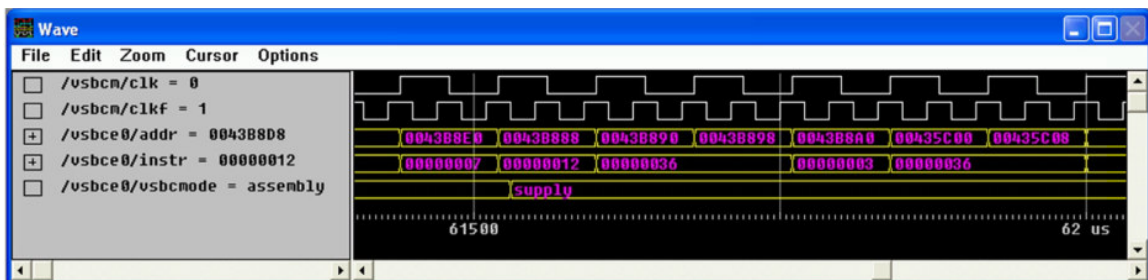 Wave
File Edit Zoom Cursor Options
/vsbcm/clk = 0
/vsbcm/clkf = 1
/vsbce0/addr = 0043B8D8 0043B8E0 0043B888 0043B890 0043B898 0043B8A0 00435C00 00435C08
/vsbce0/instr = 00000012 00000007 00000012 00000036 00000003 00000036
/vsbce0/vsbcmode = assembly supply
61500 62 us